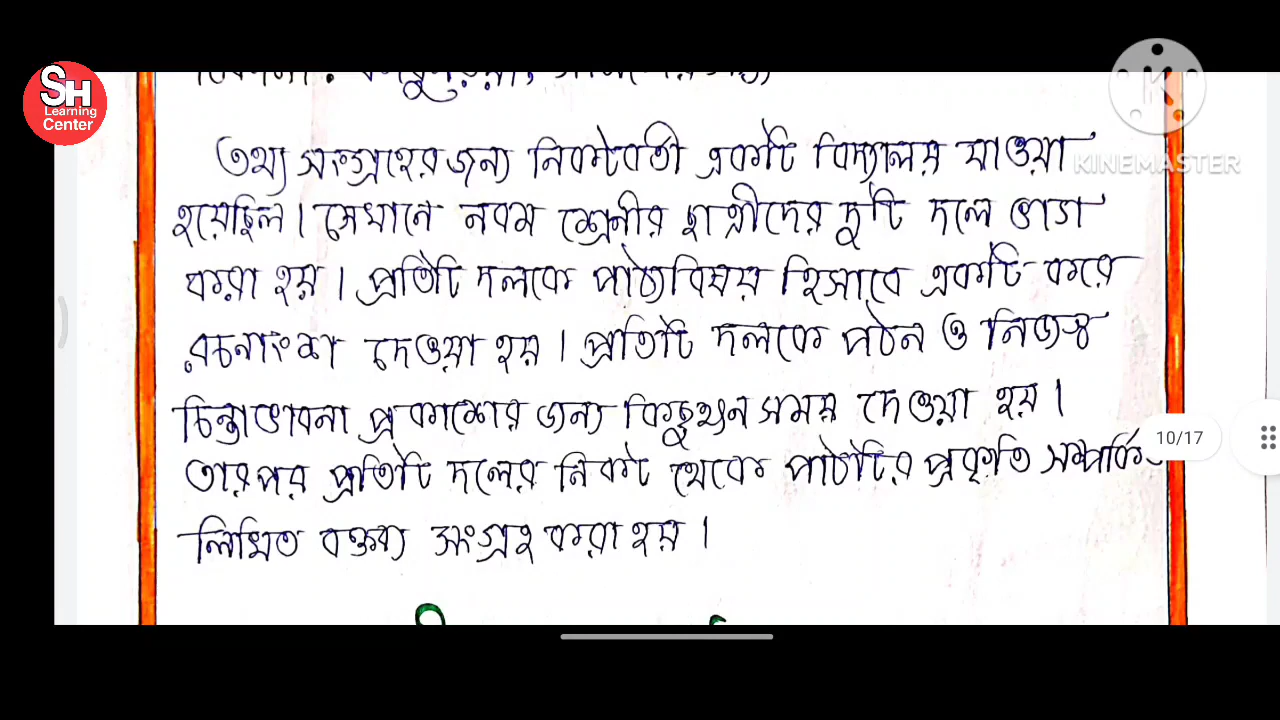 SH
Learning
Center
KINEMASTER
তথ্য সংগ্রহের জন্য নিকটবর্তী একটি বিদ্যালয় যাওয়া
হয়েছিল। সেখানে নবম শ্রেনীর ছাত্রীদের দুটি দলে ভাগ
করা হয়। প্রতিটি দলকে পাঠ্যবিষয় হিসাবে একটি করে
রচনাংশ দেওয়া হয়। প্রতিটি দলকে পঠন ও নিজস্ব
চিন্তাভাবনা প্রকাশের জন্য কিছুখন সময় দেওয়া হয়।
10/17
তারপর প্রতিটি দলের নিকট থেকে পাঠটির প্রকৃতি সম্পর্কি-
লিখিত বক্তব্য সংগ্রহ করা হয়।